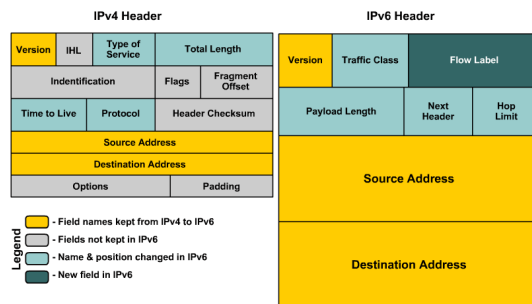 IPv4 Header
IPv6 Header
Version
IHL
Type of
Service
Total Length
Indentification
Flags
Fragment
Offset
Time to Live
Protocol
Header Checksum
Source Address
Destination Address
Options
Padding
Version
Traffic Class
Flow Label
Payload Length
Next
Header
Hop
Limit
Source Address
Destination Address
Legend
- Field names kept from IPv4 to IPv6
- Fields not kept in IPv6
- Name & position changed in IPv6
- New field in IPv6